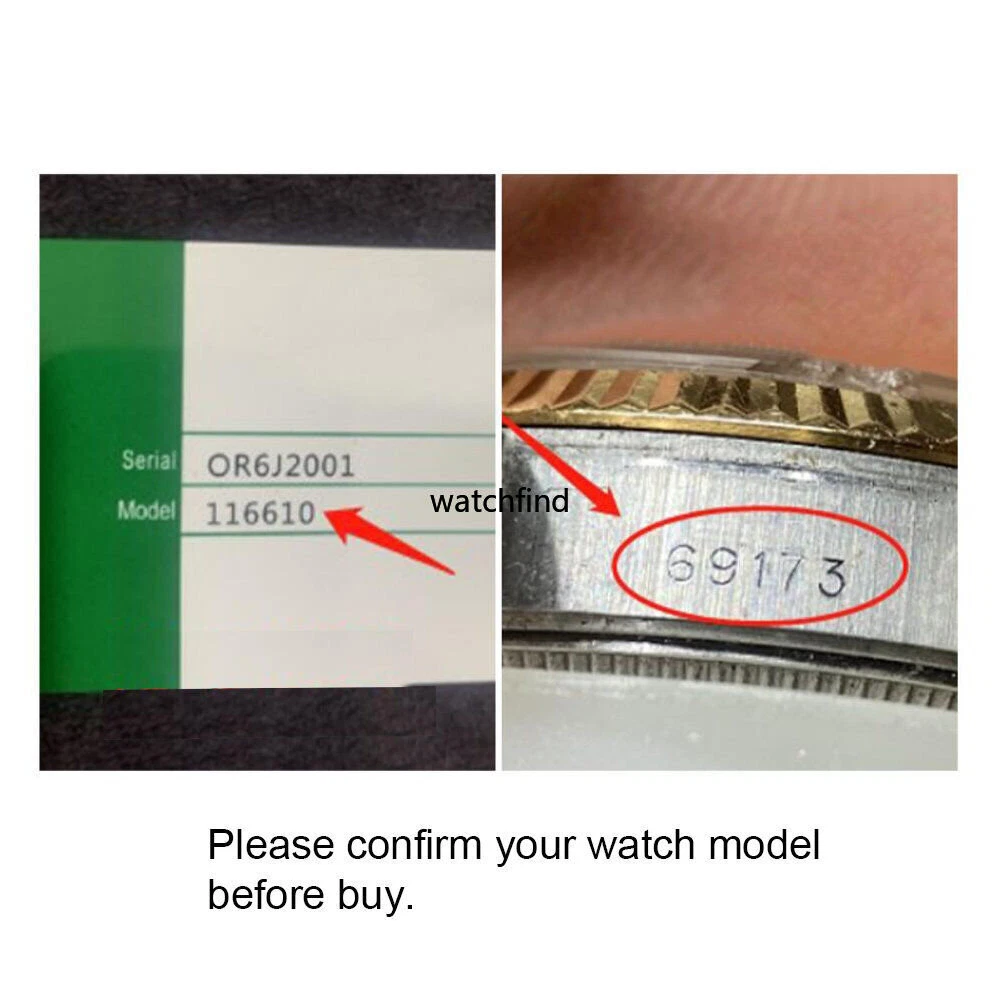 Serial OR6J2001
Model 116610
watchfind
69173
Please confirm your watch model
before buy.